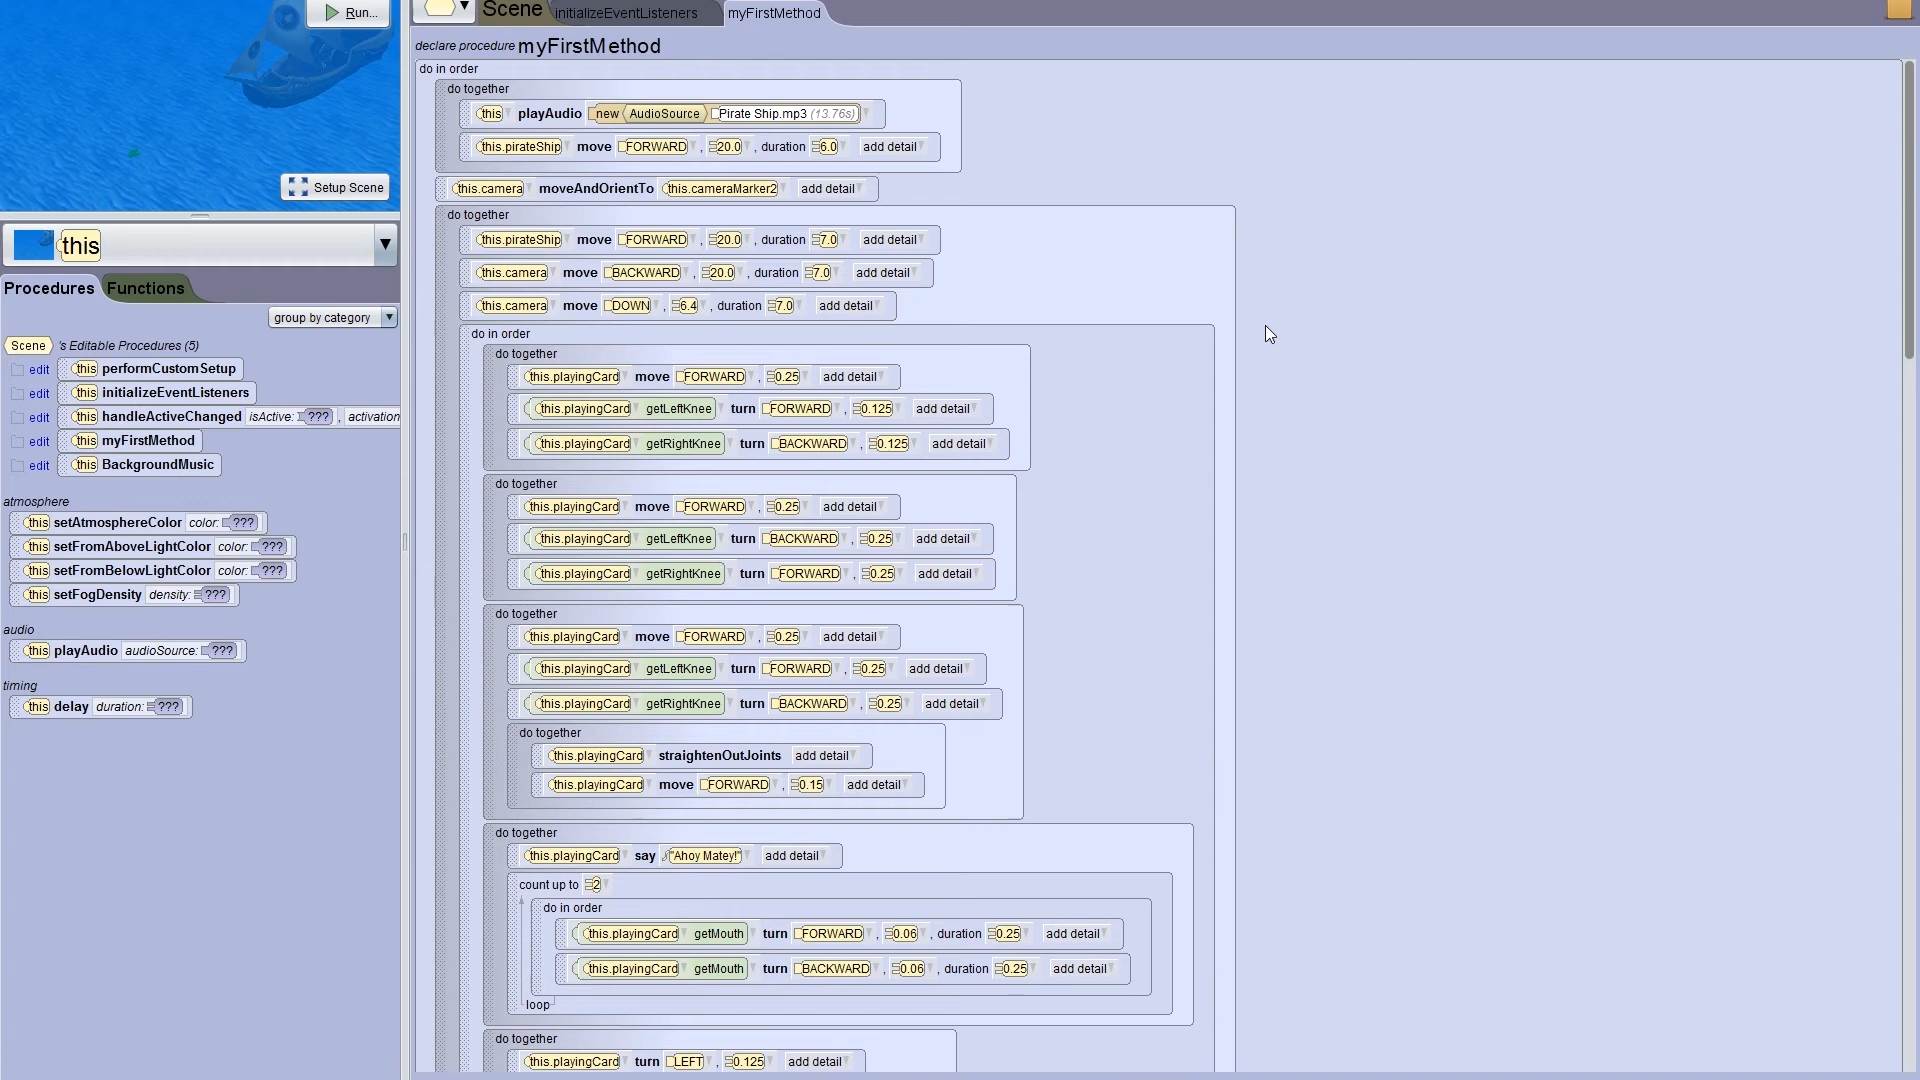 Run...
Setup Scene
this
Procedures Functions
group by category
Scene 's Editable Procedures (5)
edit this performCustomSetup
edit this initializeEventListeners
edit this handleActiveChanged isActive: ??? , activation
edit this myFirstMethod
edit this BackgroundMusic
atmosphere
this setAtmosphereColor color: ???
this setFromAboveLightColor color: ???
this setFromBelowLightColor color: ???
this setFogDensity density: ???
audio
this playAudio audioSource: ???
timing
this delay duration: ???
Scene initializeEventListeners myFirstMethod
declare procedure myFirstMethod
do in order
do together
this playAudio new AudioSource Pirate Ship.mp3 (13.76s)
this.pirateShip move FORWARD , 20.0 , duration 6.0 add detail
this.camera moveAndOrientTo this.cameraMarker2 add detail
do together
this.pirateShip move FORWARD , 20.0 , duration 7.0 add detail
this.camera move BACKWARD , 20.0 , duration 7.0 add detail
this.camera move DOWN , 6.4 , duration 7.0 add detail
do in order
do together
this.playingCard move FORWARD , 0.25 add detail
this.playingCard getLeftKnee turn FORWARD , 0.125 add detail
this.playingCard getRightKnee turn BACKWARD , 0.125 add detail
do together
this.playingCard move FORWARD , 0.25 add detail
this.playingCard getLeftKnee turn BACKWARD , 0.25 add detail
this.playingCard getRightKnee turn FORWARD , 0.25 add detail
do together
this.playingCard move FORWARD , 0.25 add detail
this.playingCard getLeftKnee turn FORWARD , 0.25 add detail
this.playingCard getRightKnee turn BACKWARD , 0.25 add detail
do together
this.playingCard straightenOutJoints add detail
this.playingCard move FORWARD , 0.15 add detail
do together
this.playingCard say "Ahoy Matey!" add detail
count up to 2
do in order
this.playingCard getMouth turn FORWARD , 0.06 , duration 0.25 add detail
this.playingCard getMouth turn BACKWARD , 0.06 , duration 0.25 add detail
loop
do together
this.playingCard turn LEFT , 0.125 add detail